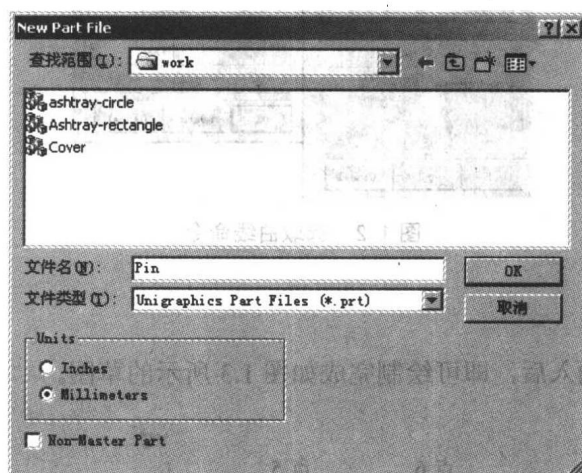 New Part File
查找范围(I): work
ashtray-circle
Ashtray-rectangle
Cover
文件名(N): Pin OK
文件类型(T): Unigraphics Part Files (*.prt) 取消
Units
Inches
Millimeters
Non-Master Part